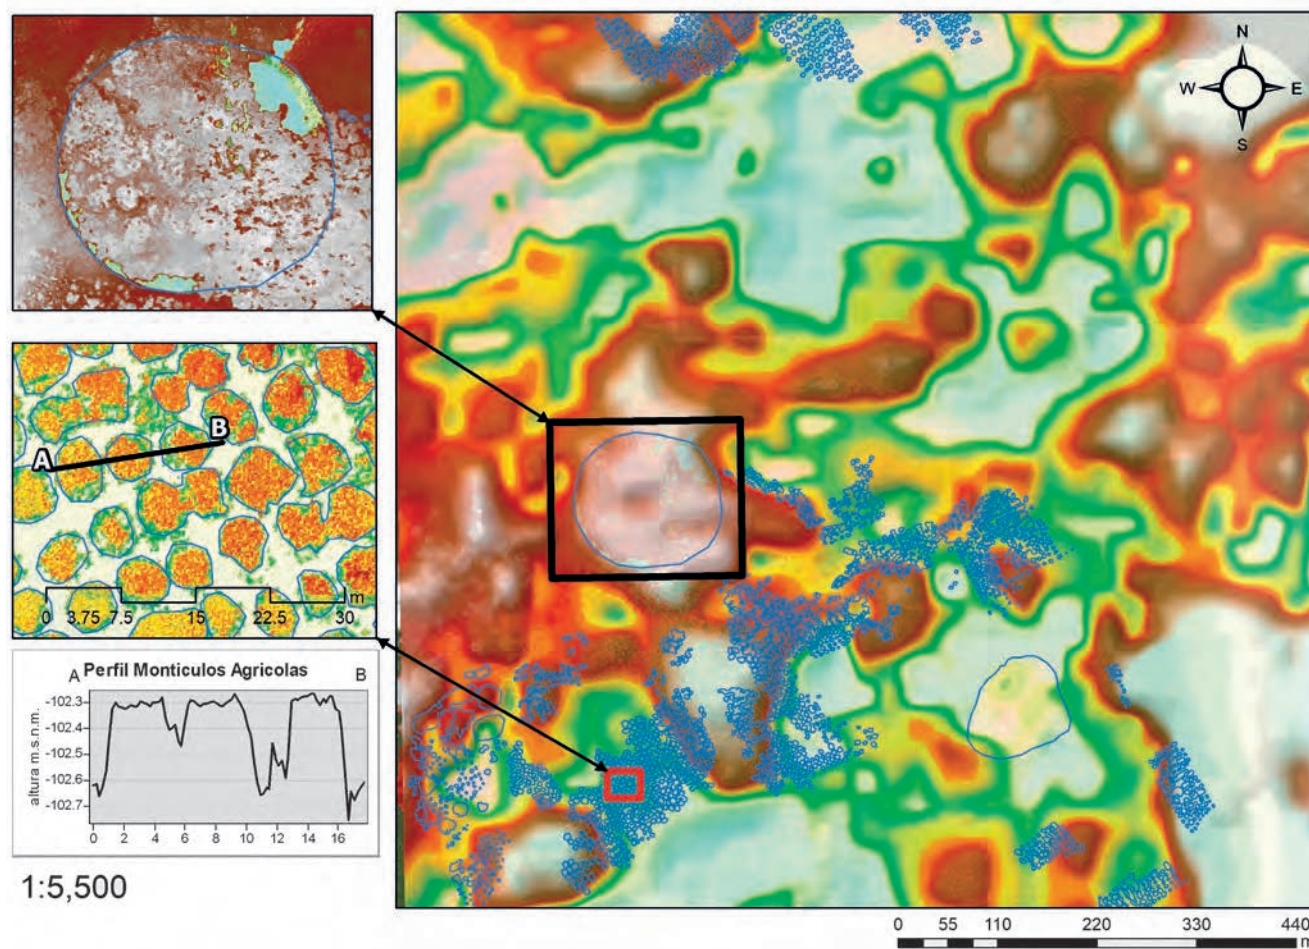 N
W E
S
A B
0 3.75 7.5 15 22.5 30 m
Perfil Monticulos Agricolas
A B
altura m.s.n.m.
-102.3
-102.4
-102.5
-102.6
-102.7
0 2 4 6 8 10 12 14 16
1:5,500
0 55 110 220 330 440
m